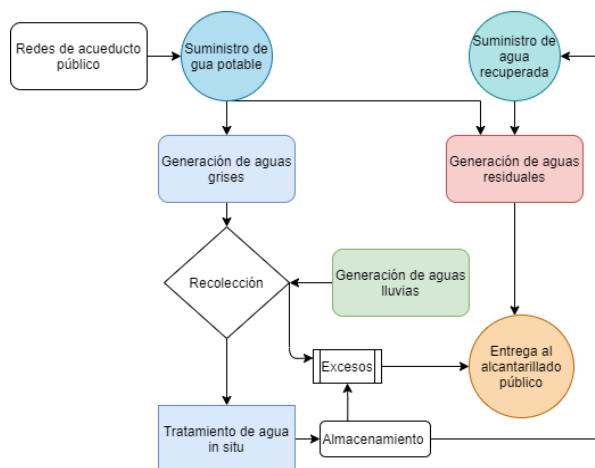 Redes de acueducto
público
Suministro de
gua potable
Suministro de
agua
recuperada
Generación de aguas
grises
Generación de aguas
residuales
Recolección
Generación de aguas
lluvias
Excesos
Entrega al
alcantarillado
público
Tratamiento de agua
in situ
Almacenamiento